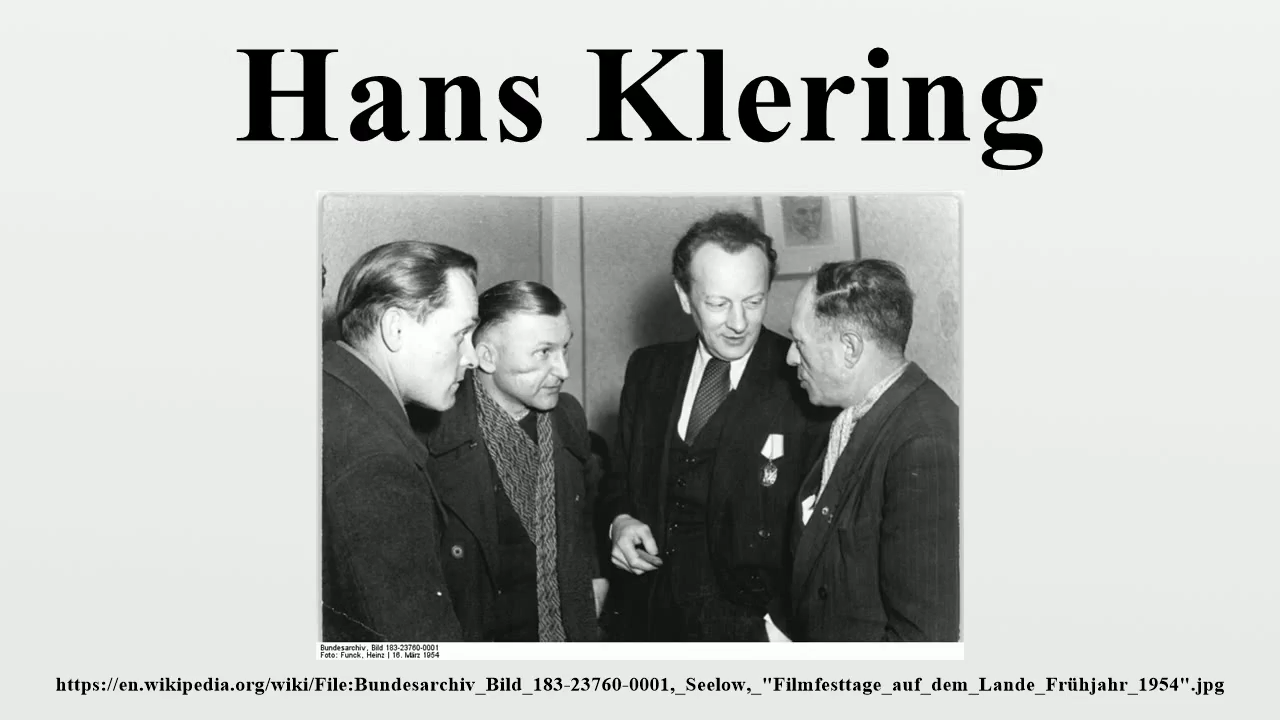 Hans Klering
Bundesarchiv, Bild 183-23760-0001
Foto: Funck, Heinz | 16. März 1954
https://en.wikipedia.org/wiki/File:Bundesarchiv_Bild_183-23760-0001,_Seelow,_"Filmfesttage_auf_dem_Lande_Frühjahr_1954".jpg